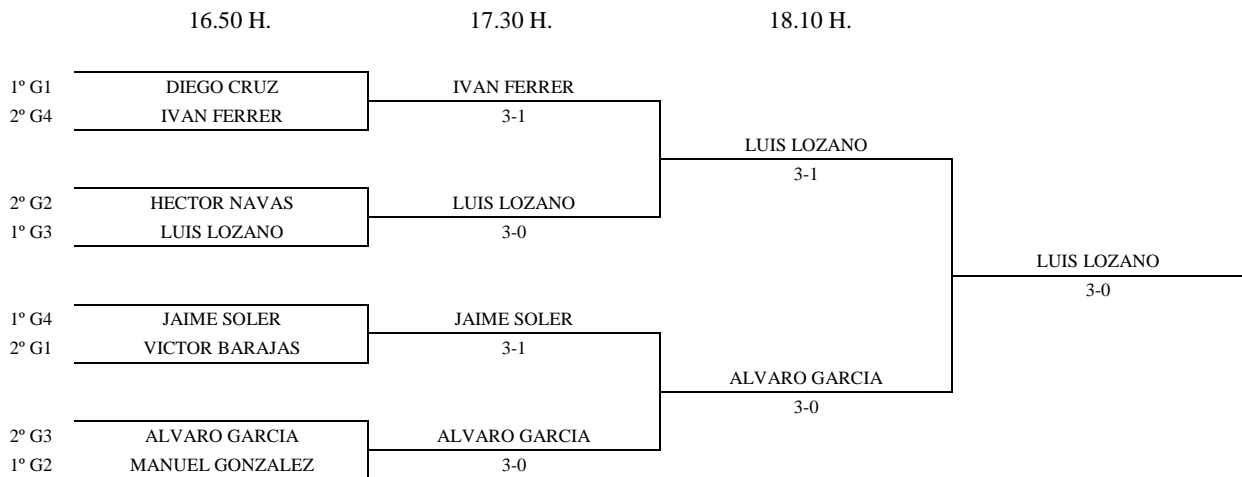 16.50 H. 17.30 H. 18.10 H.
1º G1 DIEGO CRUZ IVAN FERRER
2º G4 IVAN FERRER 3-1
LUIS LOZANO
3-1
2º G2 HECTOR NAVAS LUIS LOZANO
1º G3 LUIS LOZANO 3-0
LUIS LOZANO
3-0
1º G4 JAIME SOLER JAIME SOLER
2º G1 VICTOR BARAJAS 3-1
ALVARO GARCIA
3-0
2º G3 ALVARO GARCIA ALVARO GARCIA
1º G2 MANUEL GONZALEZ 3-0